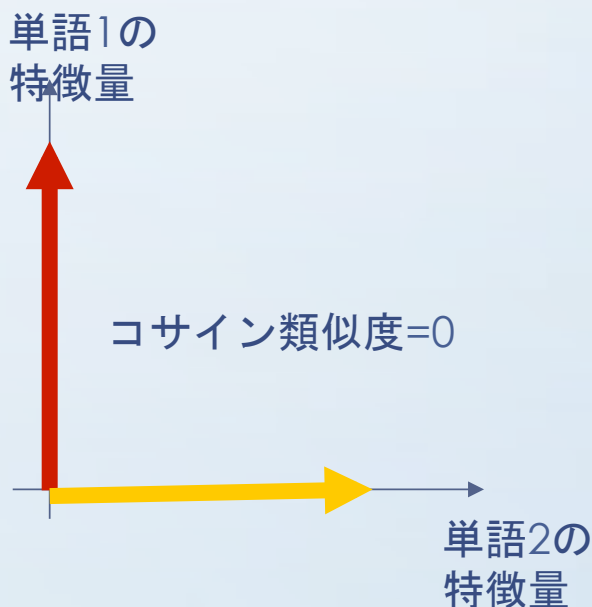 単語1の
特徴量
コサイン類似度=0
単語2の
特徴量